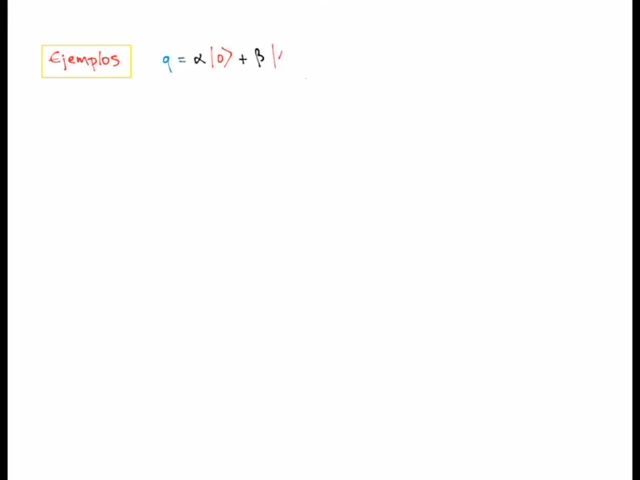 Ejemplos q = α|0⟩ + β|